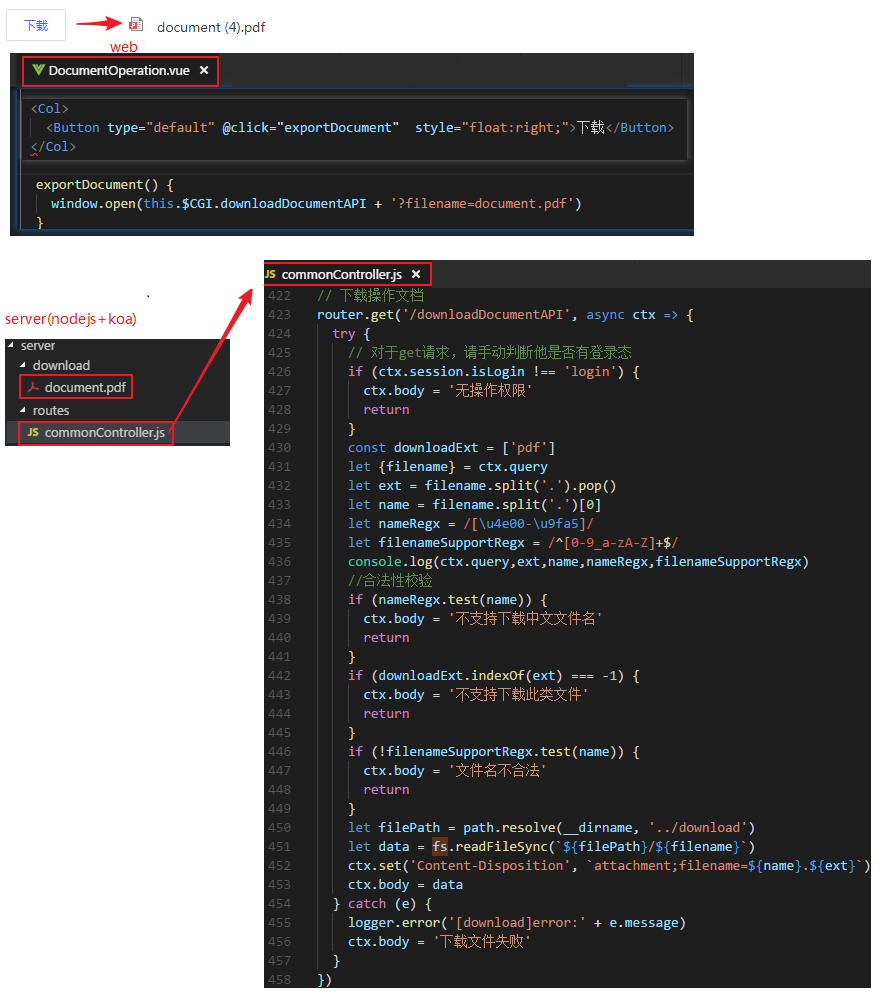 下载
document (4).pdf
web
DocumentOperation.vue ×
<Col>
<Button type="default" @click="exportDocument"  style="float:right;">下载</Button>
</Col>
exportDocument() {
window.open(this.$CGI.downloadDocumentAPI + '?filename=document.pdf')
}
server(nodejs+koa)
server
download
document.pdf
routes
JS commonController.js
JS commonController.js ×
422 // 下载操作文档
423 router.get('/downloadDocumentAPI', async ctx => {
424 try {
425 // 对于get请求，请手动判断他是否有登录态
426 if (ctx.session.isLogin !== 'login') {
427 ctx.body = '无操作权限'
428 return
429 }
430 const downloadExt = ['pdf']
431 let {filename} = ctx.query
432 let ext = filename.split('.').pop()
433 let name = filename.split('.')[0]
434 let nameRegx = /[\u4e00-\u9fa5]/
435 let filenameSupportRegx = /^[0-9_a-zA-Z]+$/
436 console.log(ctx.query,ext,name,nameRegx,filenameSupportRegx)
437 //合法性校验
438 if (nameRegx.test(name)) {
439 ctx.body = '不支持下载中文文件名'
440 return
441 }
442 if (downloadExt.indexOf(ext) === -1) {
443 ctx.body = '不支持下载此类文件'
444 return
445 }
446 if (!filenameSupportRegx.test(name)) {
447 ctx.body = '文件名不合法'
448 return
449 }
450 let filePath = path.resolve(__dirname, '../download')
451 let data = fs.readFileSync(`${filePath}/${filename}`)
452 ctx.set('Content-Disposition', `attachment;filename=${name}.${ext}`)
453 ctx.body = data
454 } catch (e) {
455 logger.error('[download]error:' + e.message)
456 ctx.body = '下载文件失败'
457 }
458 })